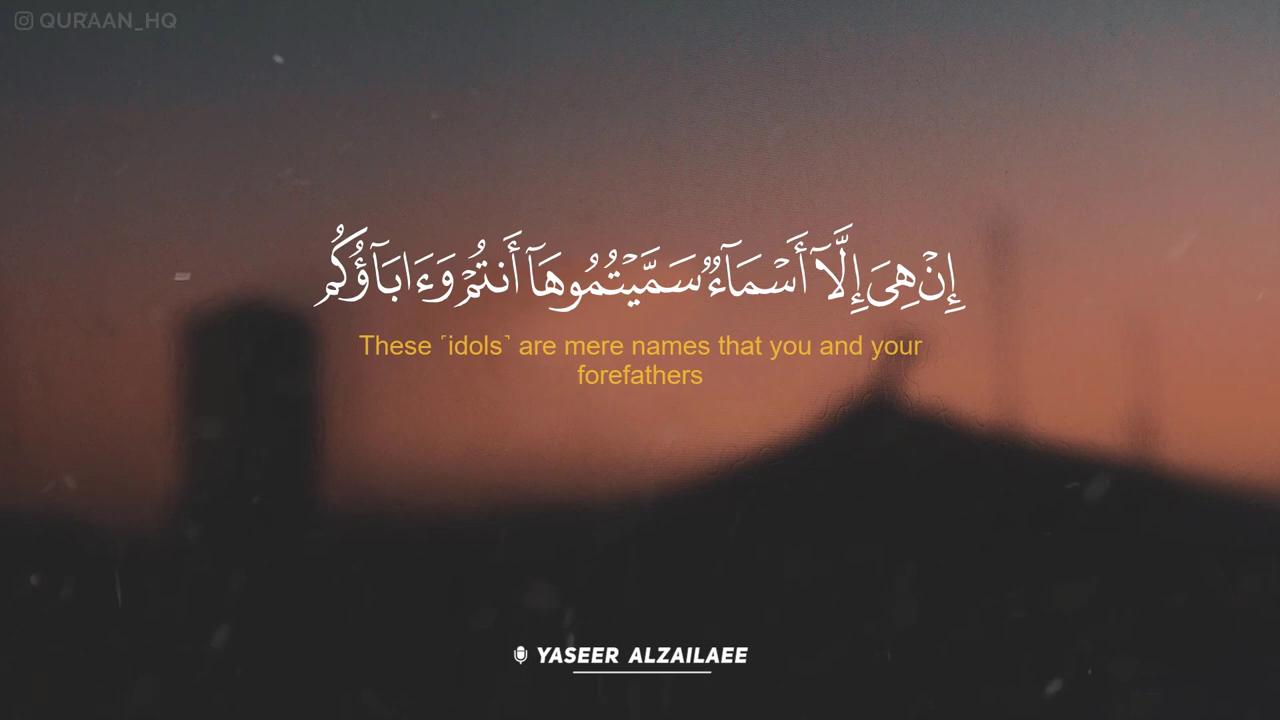 QURAAN_HQ
إِنْ هِىَ إِلَّآ أَسْمَآءٌ سَمَّيْتُمُوهَآ أَنتُمْ وَءَابَآؤُكُم
These ˹idols˺ are mere names that you and your
forefathers
YASEER ALZAILAEE